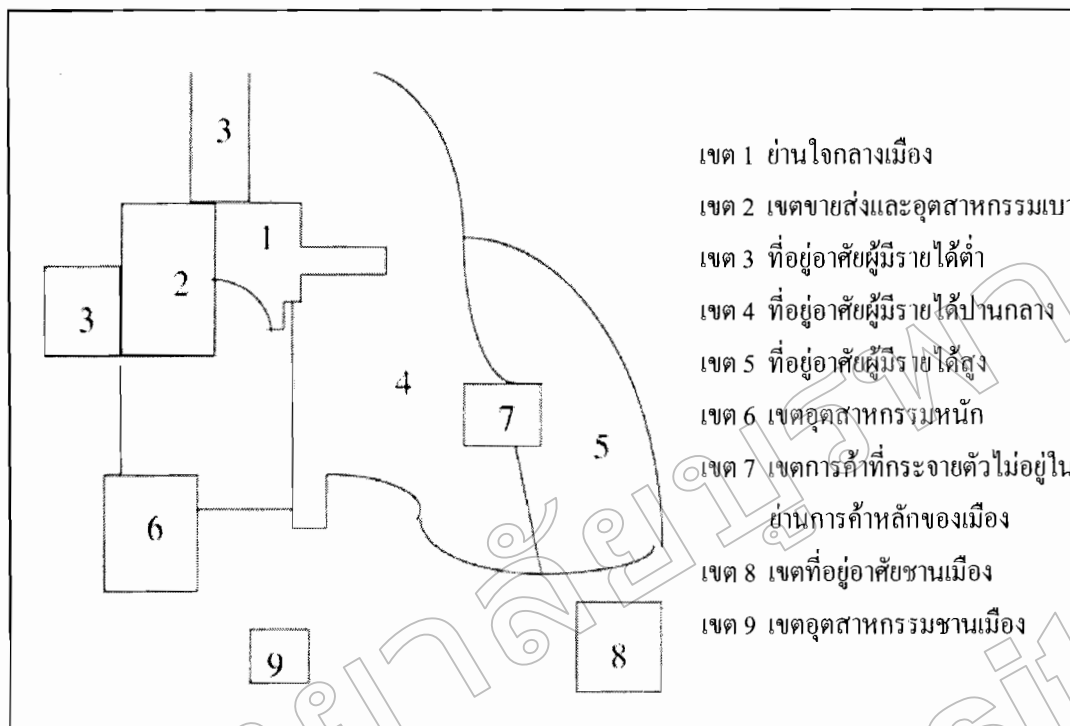 3
1
2
3
4
7
5
6
9
8
เขต 1 ย่านใจกลางเมือง
เขต 2 เขตขายส่งและอุตสาหกรรมเบา
เขต 3 ที่อยู่อาศัยผู้มีรายได้ต่ำ
เขต 4 ที่อยู่อาศัยผู้มีรายได้ปานกลาง
เขต 5 ที่อยู่อาศัยผู้มีรายได้สูง
เขต 6 เขตอุตสาหกรรมหนัก
เขต 7 เขตการค้าที่กระจายตัวไม่อยู่ใน
ย่านการค้าหลักของเมือง
เขต 8 เขตที่อยู่อาศัยชานเมือง
เขต 9 เขตอุตสาหกรรมชานเมือง